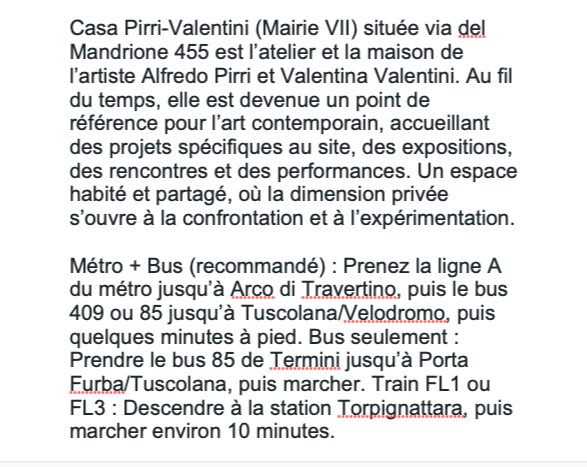 Casa Pirri-Valentini (Mairie VII) située via del
Mandrione 455 est l’atelier et la maison de
l’artiste Alfredo Pirri et Valentina Valentini. Au fil
du temps, elle est devenue un point de
référence pour l’art contemporain, accueillant
des projets spécifiques au site, des expositions,
des rencontres et des performances. Un espace
habité et partagé, où la dimension privée
s’ouvre à la confrontation et à l’expérimentation.
Métro + Bus (recommandé) : Prenez la ligne A
du métro jusqu’à Arco di Travertino, puis le bus
409 ou 85 jusqu’à Tuscolana/Velodromo, puis
quelques minutes à pied. Bus seulement :
Prendre le bus 85 de Termini jusqu’à Porta
Furba/Tuscolana, puis marcher. Train FL1 ou
FL3 : Descendre à la station Torpignattara, puis
marcher environ 10 minutes.